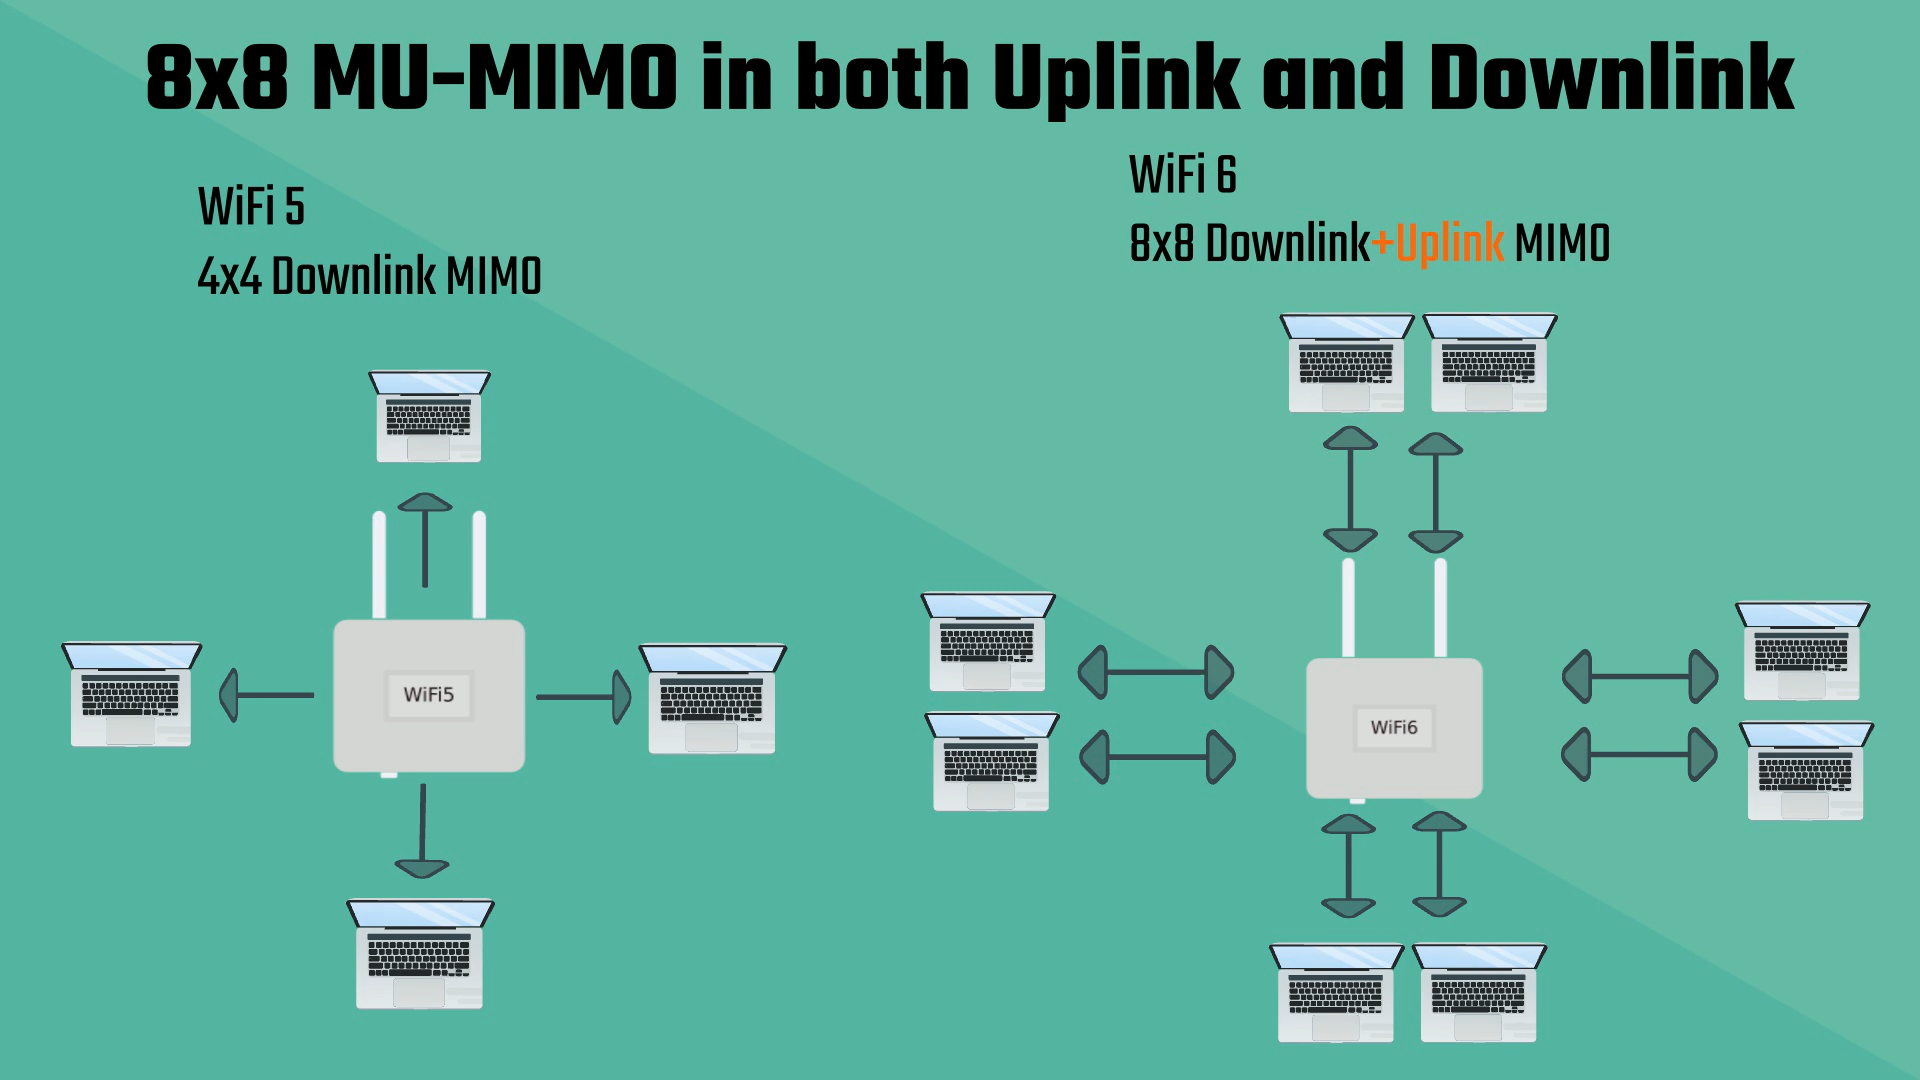 8x8 MU-MIMO in both Uplink and Downlink
WiFi 5
4x4 Downlink MIMO
WiFi 6
8x8 Downlink+Uplink MIMO
WiFi5
WiFi6